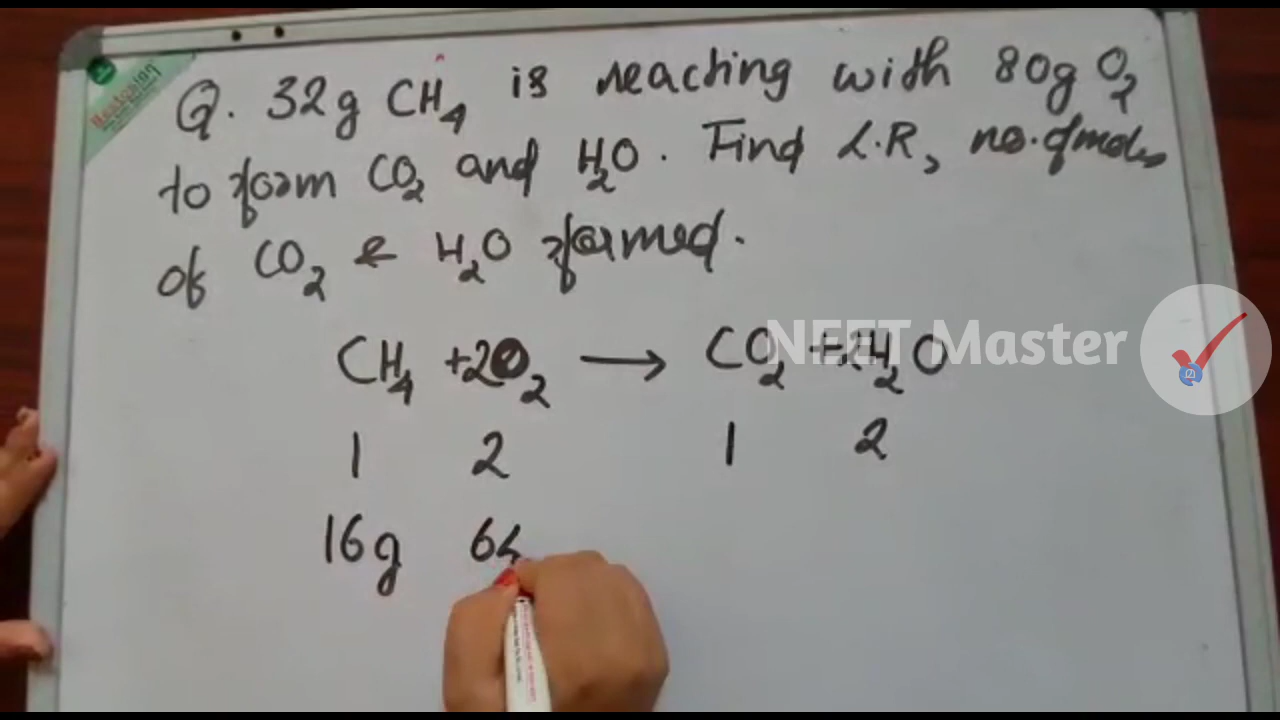 Q. 32g CH₄ is reacting with 80g O₂
to form CO₂ and H₂O. Find L.R, no. of moles
of CO₂ & H₂O formed.
CH₄ + 2O₂ → CO₂ + 2H₂O
NEET Master
1 2 1 2
16g 64